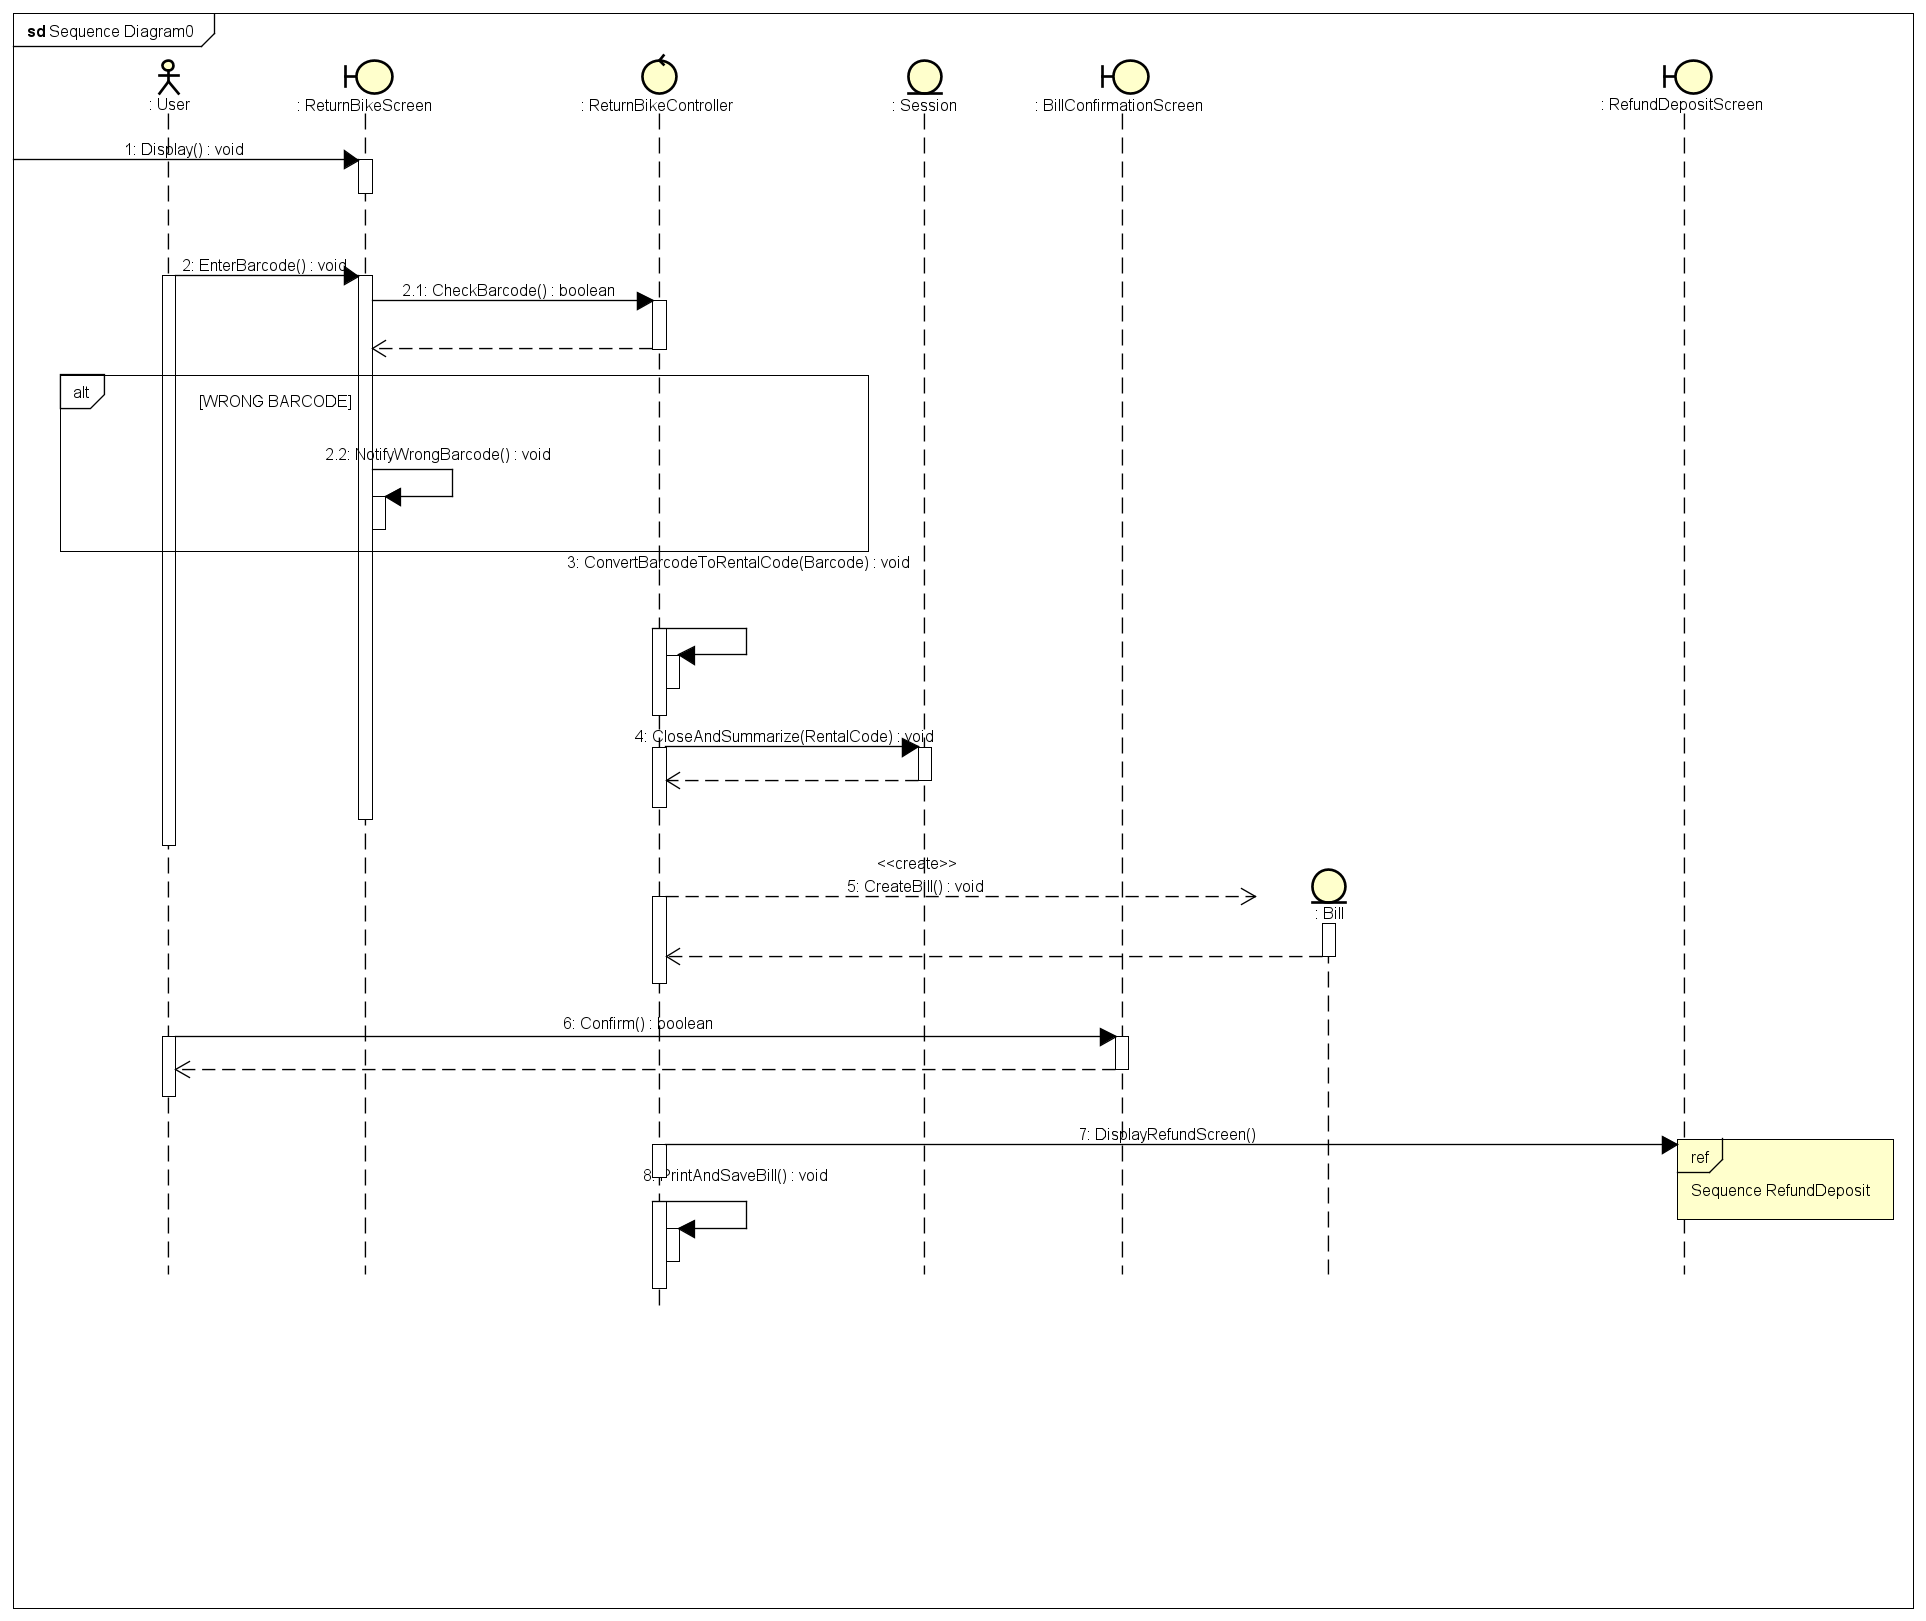 sd Sequence Diagram0
: User
: ReturnBikeScreen
: ReturnBikeController
: Session
: BillConfirmationScreen
: RefundDepositScreen
1: Display() : void
2: EnterBarcode() : void
2.1: CheckBarcode() : boolean
alt
[WRONG BARCODE]
2.2: NotifyWrongBarcode() : void
3: ConvertBarcodeToRentalCode(Barcode) : void
4: CloseAndSummarize(RentalCode) : void
<<create>>
5: CreateBill() : void
: Bill
6: Confirm() : boolean
7: DisplayRefundScreen()
ref
Sequence RefundDeposit
8: PrintAndSaveBill() : void